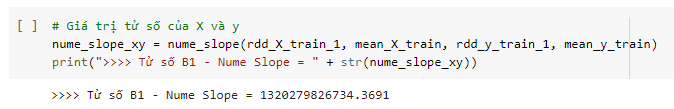 [ ] # Giá trị tử số của X và y
nume_slope_xy = nume_slope(rdd_X_train_1, mean_X_train, rdd_y_train_1, mean_y_train)
print(">>>> Tử số B1 - Nume Slope = " + str(nume_slope_xy))
>>>> Tử số B1 - Nume Slope = 1320279826734.3691